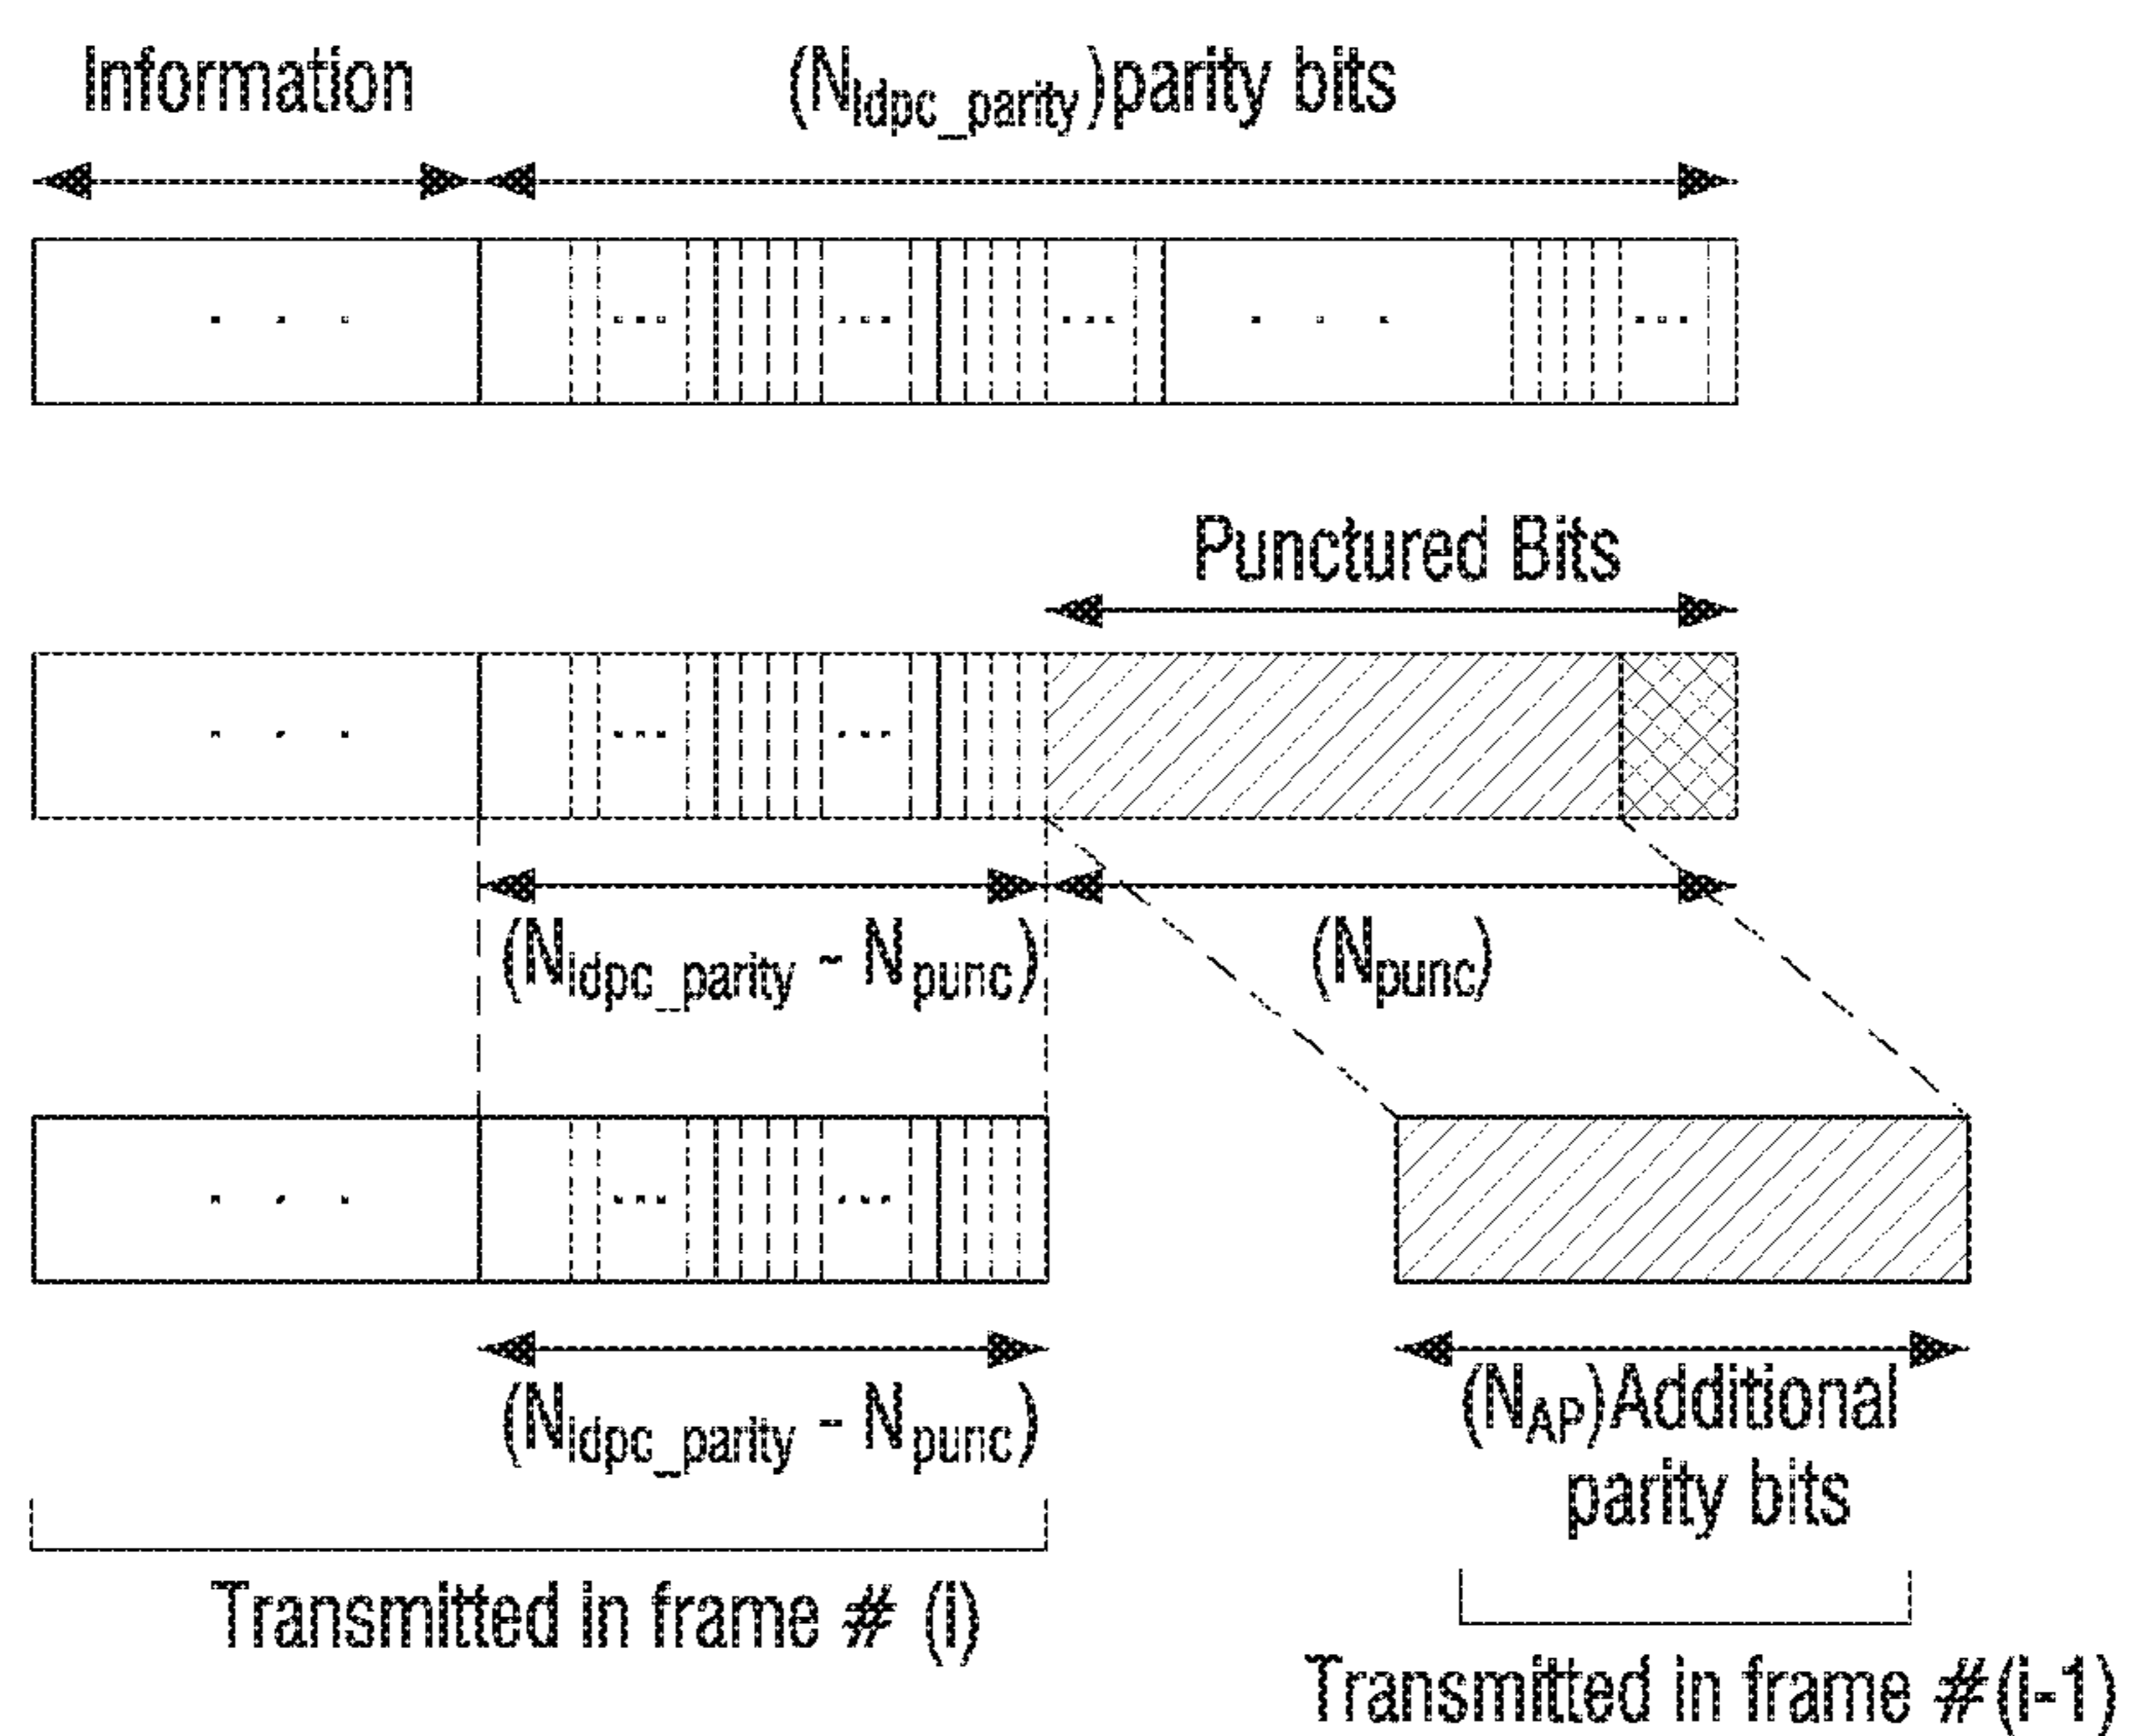 Information
(Nldpc_parity)parity bits
Punctured Bits
(Nldpc_parity - Npunc)
(Npunc)
(Nldpc_parity - Npunc)
(NAP)Additional
parity bits
Transmitted in frame # (i)
Transmitted in frame #(i-1)